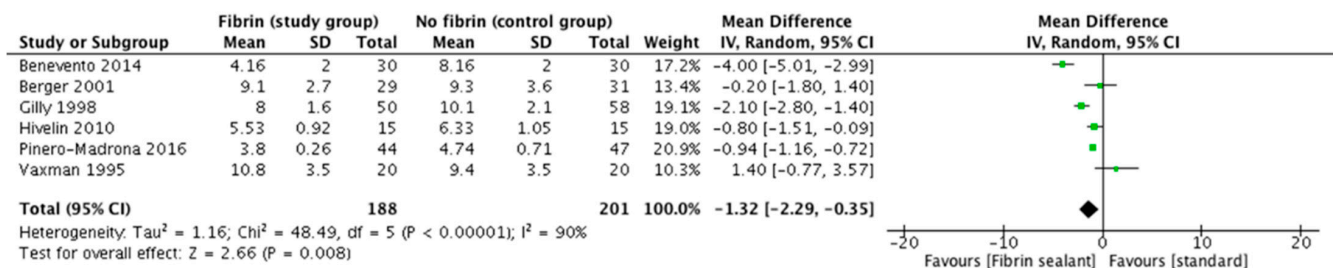 Fibrin (study group) No fibrin (control group) Mean Difference Mean Difference
Study or Subgroup Mean SD Total Mean SD Total Weight IV, Random, 95% CI IV, Random, 95% CI
Benevento 2014 4.16 2 30 8.16 2 30 17.2% -4.00 [-5.01, -2.99]
Berger 2001 9.1 2.7 29 9.3 3.6 31 13.4% -0.20 [-1.80, 1.40]
Gilly 1998 8 1.6 50 10.1 2.1 58 19.1% -2.10 [-2.80, -1.40]
Hivelin 2010 5.53 0.92 15 6.33 1.05 15 19.0% -0.80 [-1.51, -0.09]
Pinero-Madrona 2016 3.8 0.26 44 4.74 0.71 47 20.9% -0.94 [-1.16, -0.72]
Vaxman 1995 10.8 3.5 20 9.4 3.5 20 10.3% 1.40 [-0.77, 3.57]
Total (95% CI) 188 201 100.0% -1.32 [-2.29, -0.35]
Heterogeneity: Tau² = 1.16; Chi² = 48.49, df = 5 (P < 0.00001); I² = 90%
Test for overall effect: Z = 2.66 (P = 0.008)
-20 -10 0 10 20
Favours [Fibrin sealant] Favours [standard]